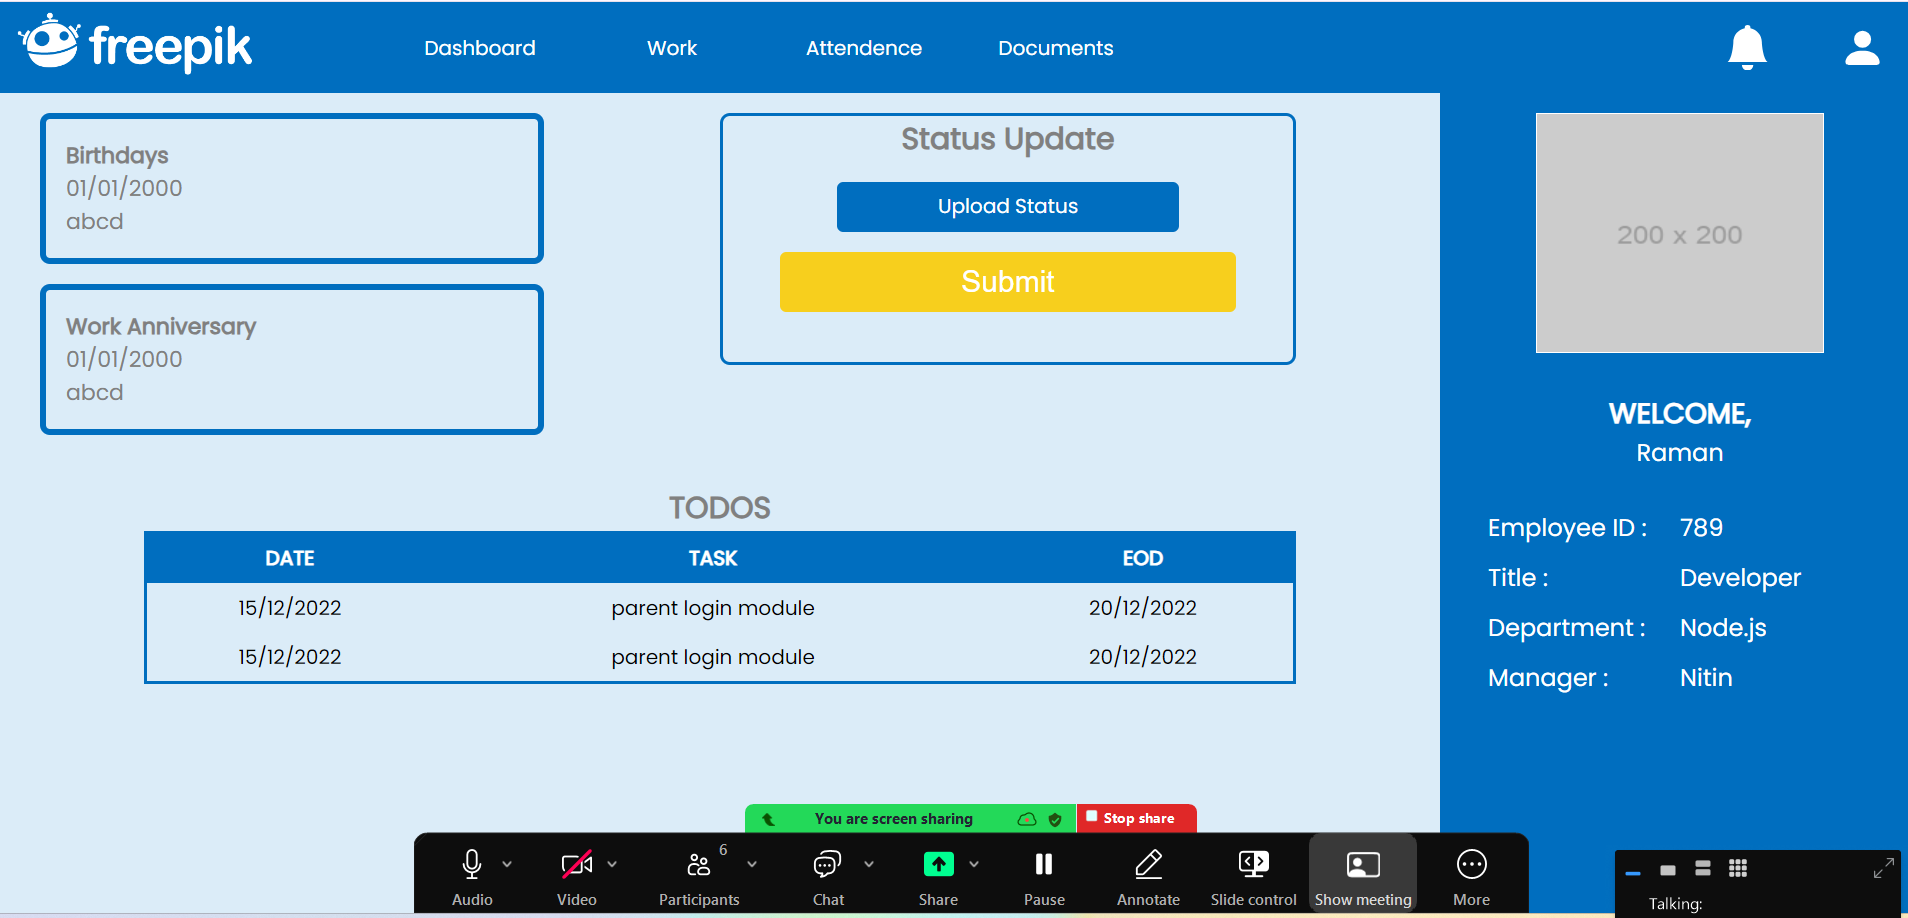 freepik
Dashboard
Work
Attendence
Documents
Birthdays
01/01/2000
abcd
Work Anniversary
01/01/2000
abcd
Status Update
Upload Status
Submit
200 x 200
WELCOME,
Raman
Employee ID : 789
Title : Developer
Department : Node.js
Manager : Nitin
TODOS
DATE TASK EOD
15/12/2022 parent login module 20/12/2022
15/12/2022 parent login module 20/12/2022
You are screen sharing
Stop share
Audio
Video
6
Participants
Chat
Share
Pause
Annotate
Slide control
Show meeting
More
Talking: